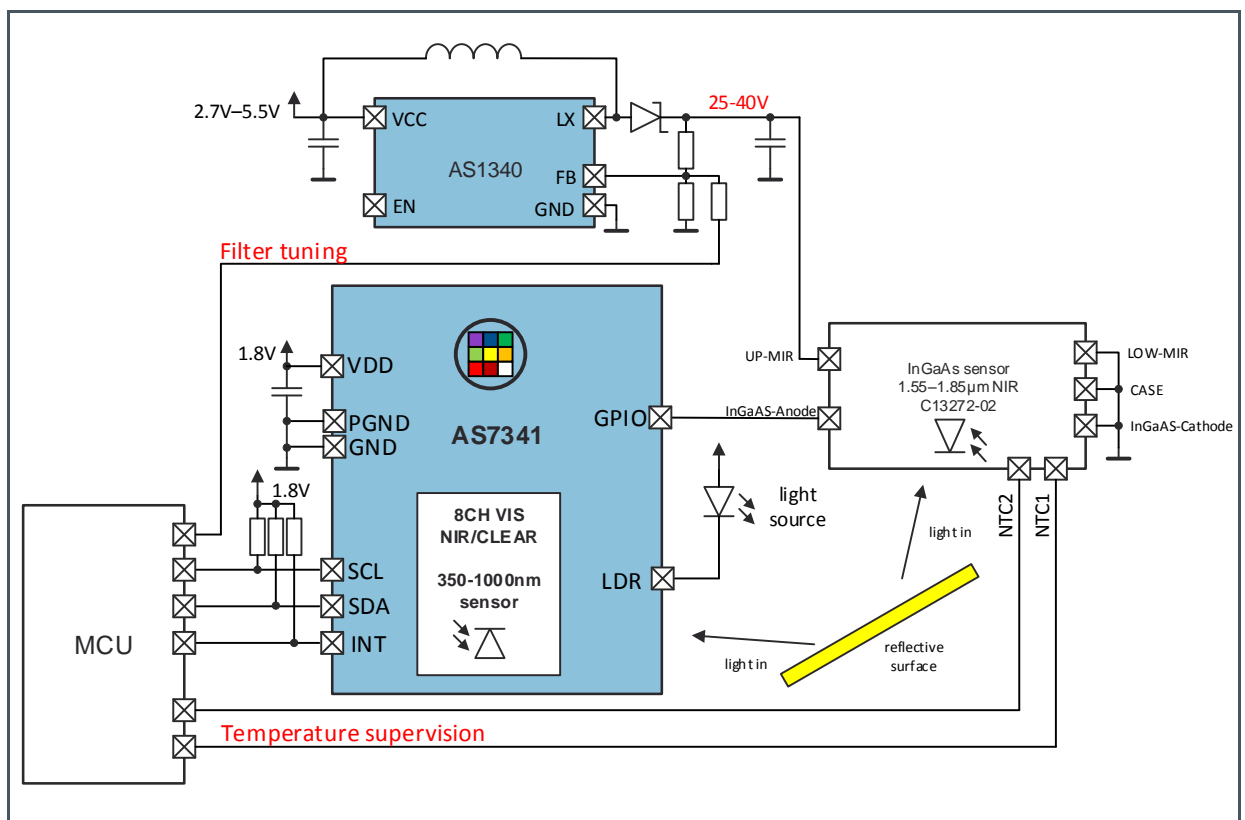 2.7V–5.5V
VCC
LX
25-40V
AS1340
FB
EN
GND
Filter tuning
1.8V
VDD
PGND
GND
AS7341
GPIO
InGaAS-Anode
UP-MIR
InGaAs sensor
1.55–1.85µm NIR
C13272-02
LOW-MIR
CASE
InGaAS-Cathode
NTC2
NTC1
1.8V
8CH VIS
NIR/CLEAR
350-1000nm
sensor
light
source
light in
LDR
SCL
SDA
INT
MCU
light in
reflective
surface
Temperature supervision